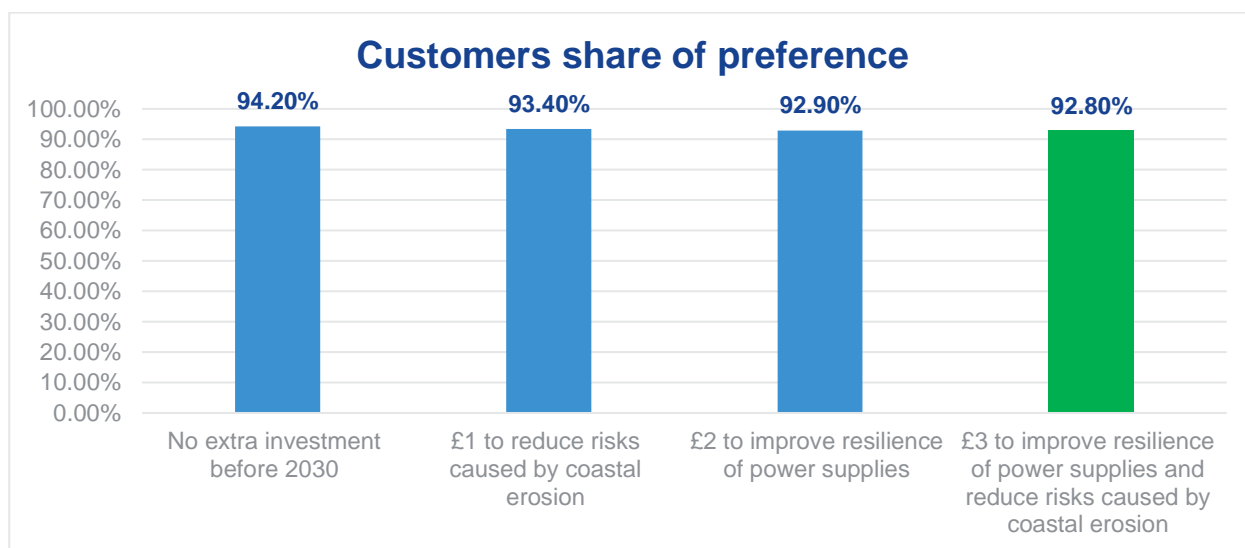 Customers share of preference
94.20%
93.40%
92.90%
92.80%
100.00%
90.00%
80.00%
70.00%
60.00%
50.00%
40.00%
30.00%
20.00%
10.00%
0.00%
No extra investment
before 2030
£1 to reduce risks
caused by coastal
erosion
£2 to improve resilience
of power supplies
£3 to improve resilience
of power supplies and
reduce risks caused by
coastal erosion